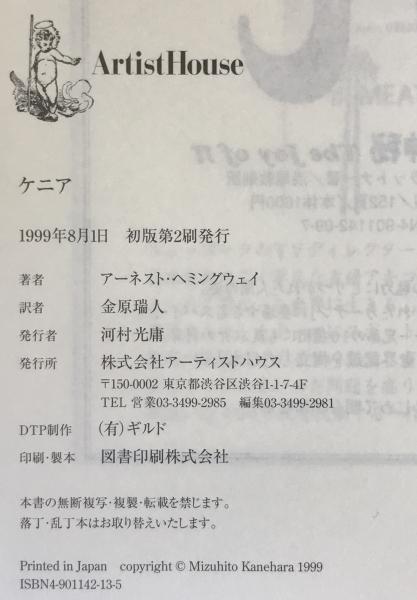 ArtistHouse
ケニア
1999年8月1日 初版第2刷発行
著者 アーネスト・ヘミングウェイ
訳者 金原瑞人
発行者 河村光庸
発行所 株式会社アーティストハウス
〒150-0002 東京都渋谷区渋谷1-1-7-4F
TEL 営業03-3499-2985 編集03-3499-2981
DTP制作 (有)ギルド
印刷・製本 図書印刷株式会社
本書の無断複写・複製・転載を禁じます。
落丁・乱丁本はお取り替えいたします。
Printed in Japan copyright © Mizuhito Kanehara 1999
ISBN4-901142-13-5